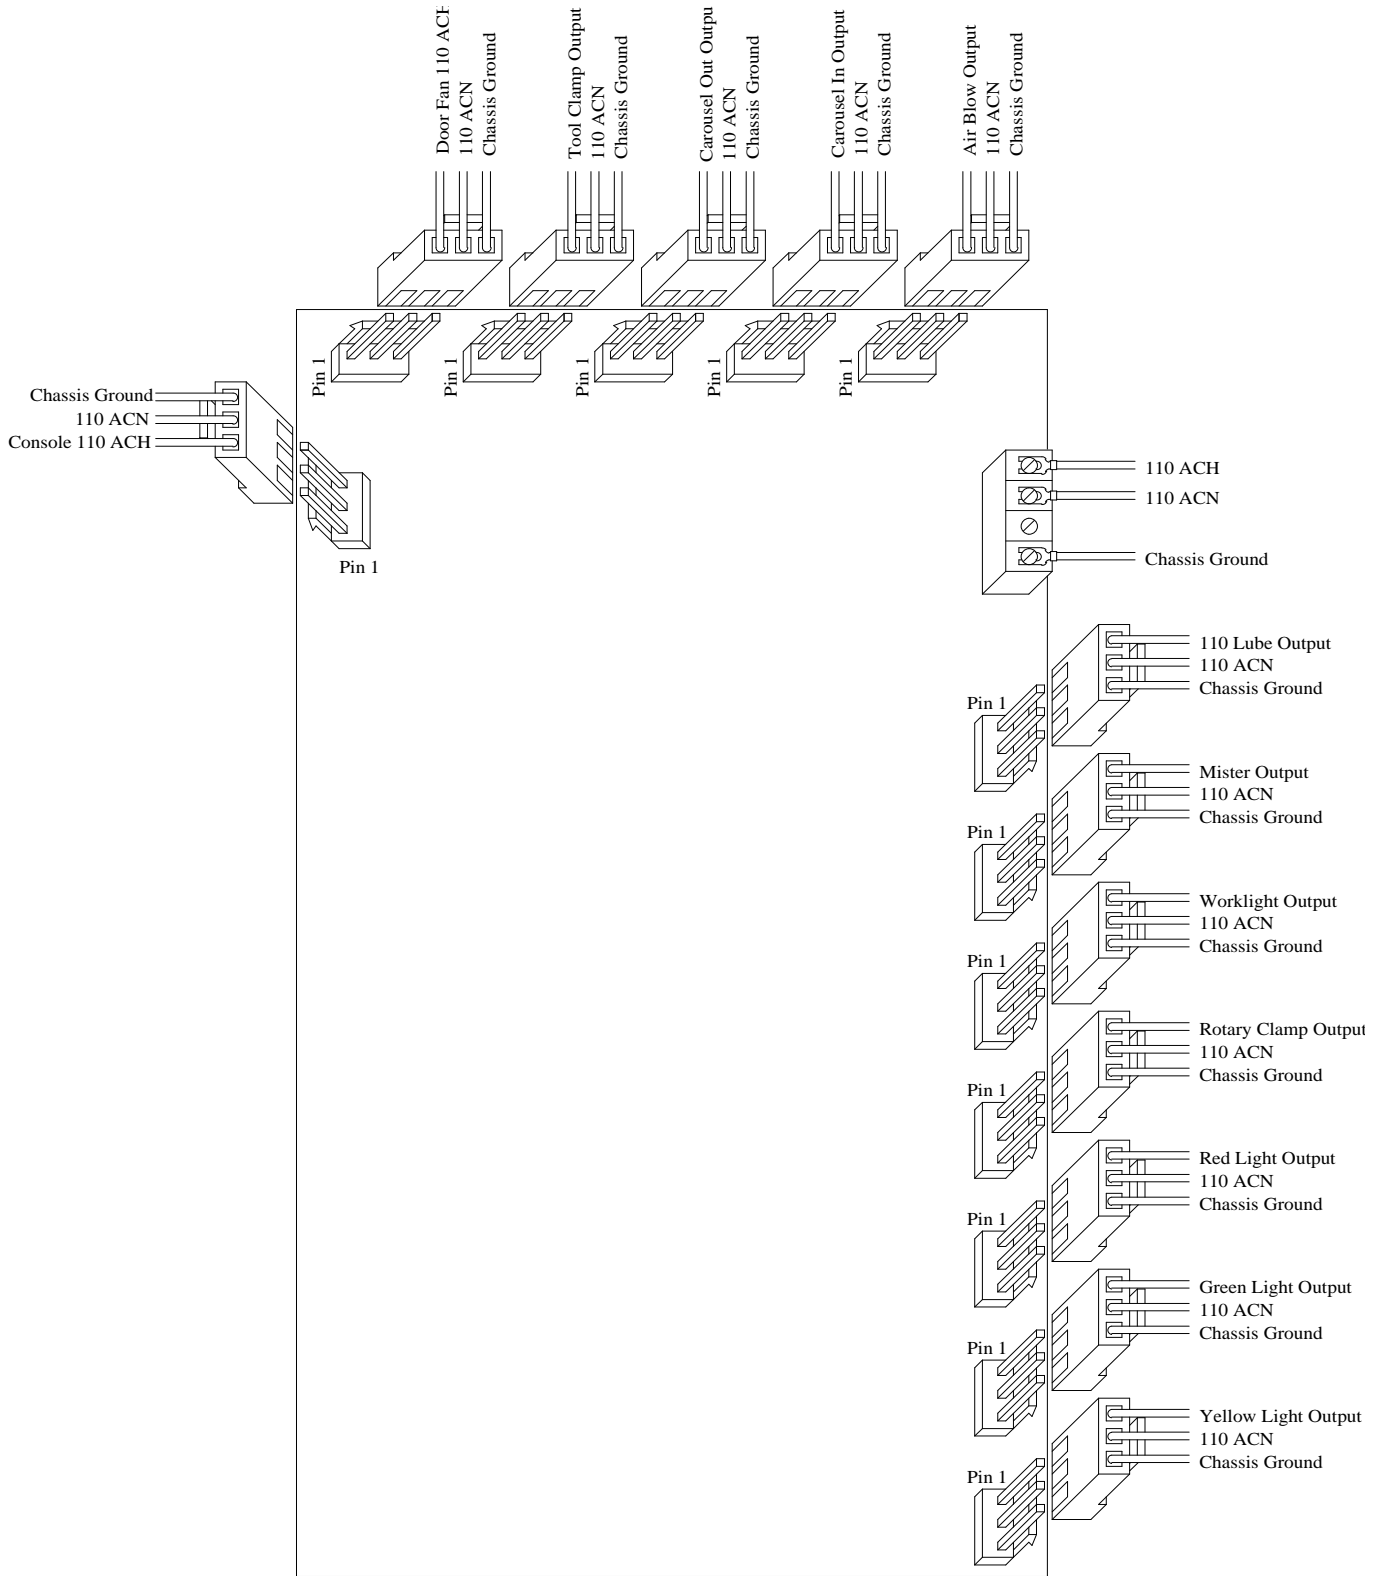 Door Fan 110 ACH
110 ACN
Chassis Ground
Tool Clamp Output
110 ACN
Chassis Ground
Carousel Out Outpu
110 ACN
Chassis Ground
Carousel In Output
110 ACN
Chassis Ground
Air Blow Output
110 ACN
Chassis Ground
Pin 1
Pin 1
Pin 1
Pin 1
Pin 1
Chassis Ground
110 ACN
Console 110 ACH
Pin 1
110 ACH
110 ACN
Chassis Ground
110 Lube Output
110 ACN
Chassis Ground
Pin 1
Mister Output
110 ACN
Chassis Ground
Pin 1
Worklight Output
110 ACN
Chassis Ground
Pin 1
Rotary Clamp Output
110 ACN
Chassis Ground
Pin 1
Red Light Output
110 ACN
Chassis Ground
Pin 1
Green Light Output
110 ACN
Chassis Ground
Pin 1
Yellow Light Output
110 ACN
Chassis Ground
Pin 1